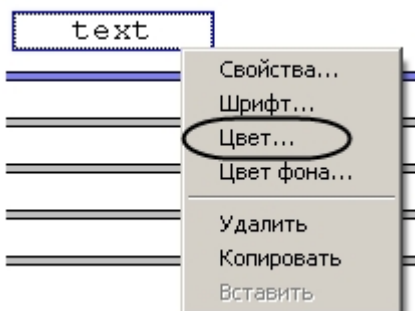 text
Свойства...
Шрифт...
Цвет...
Цвет фона...
Удалить
Копировать
Вставить